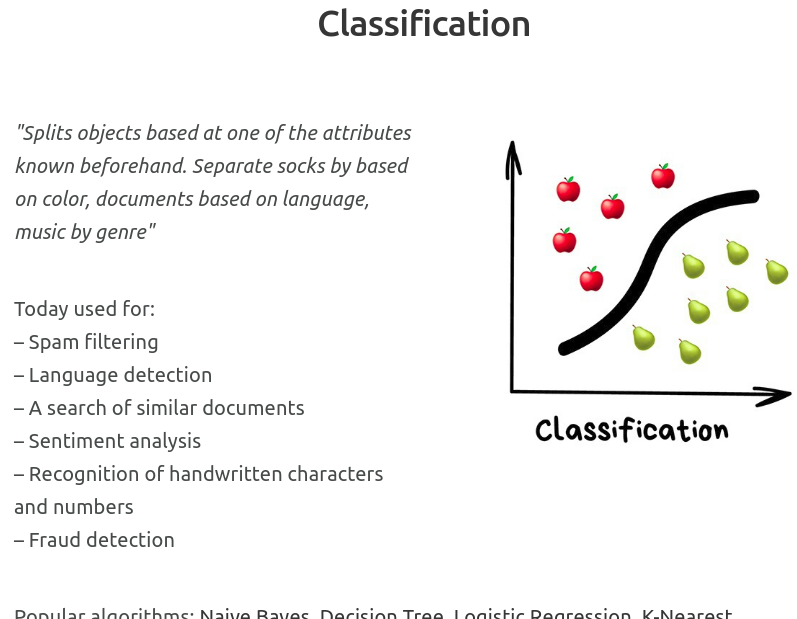 Classification
"Splits objects based at one of the attributes
known beforehand. Separate socks by based
on color, documents based on language,
music by genre"
Today used for:
– Spam filtering
– Language detection
– A search of similar documents
– Sentiment analysis
– Recognition of handwritten characters
and numbers
– Fraud detection
Classification
Popular algorithms: Naive Bayes, Decision Tree, Logistic Regression, K-Nearest